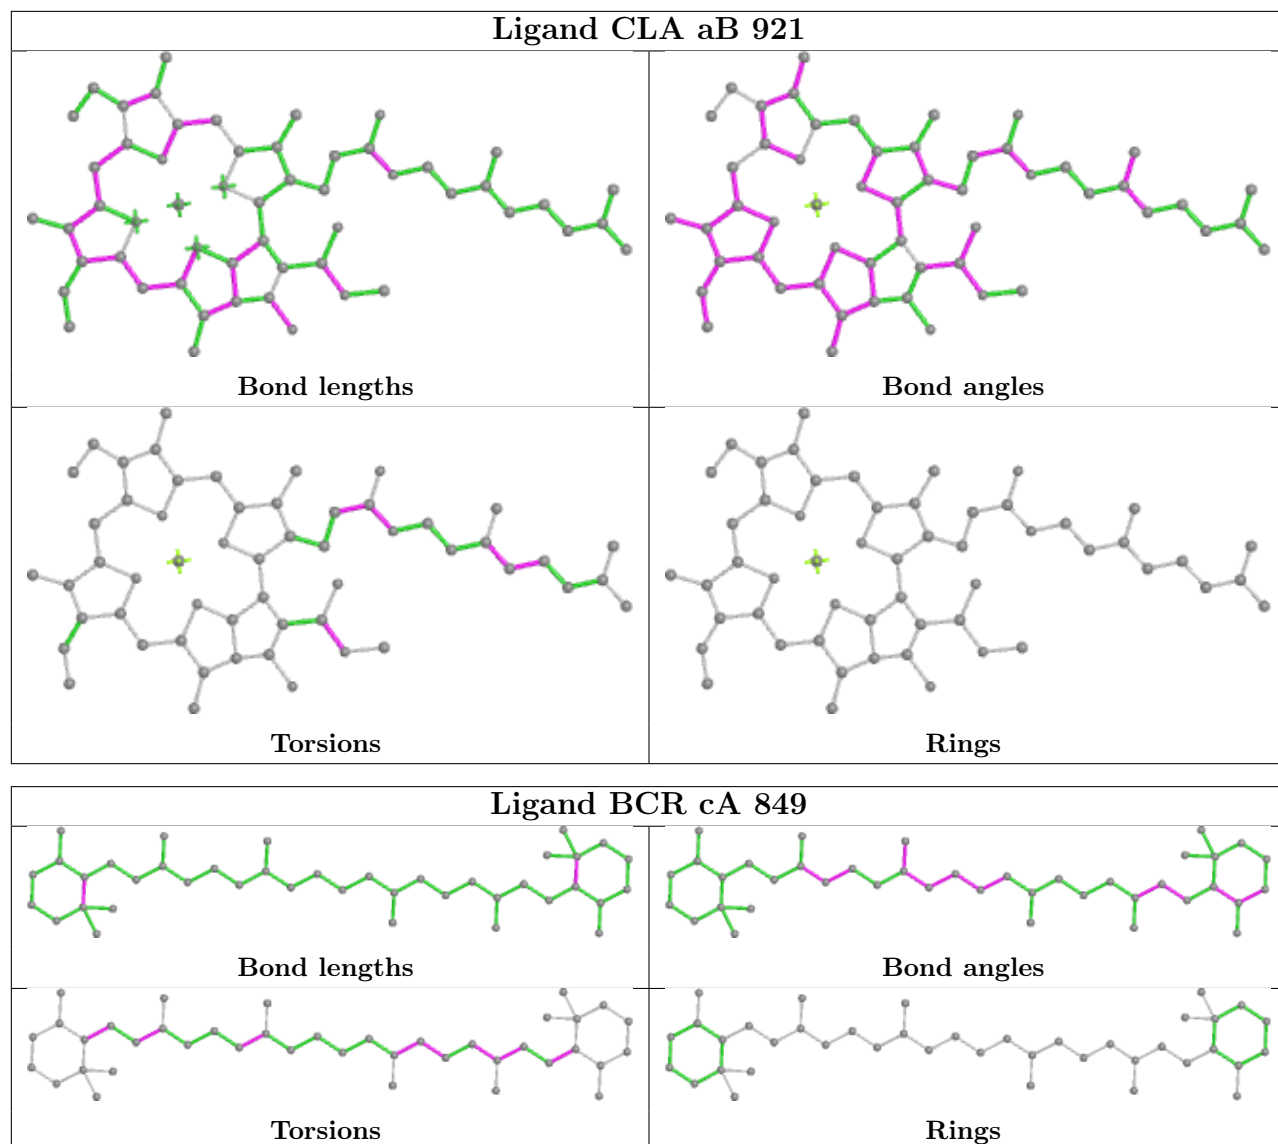 Ligand CLA aB 921
Bond lengths
Bond angles
Torsions
Rings
Ligand BCR cA 849
Bond lengths
Bond angles
Torsions
Rings